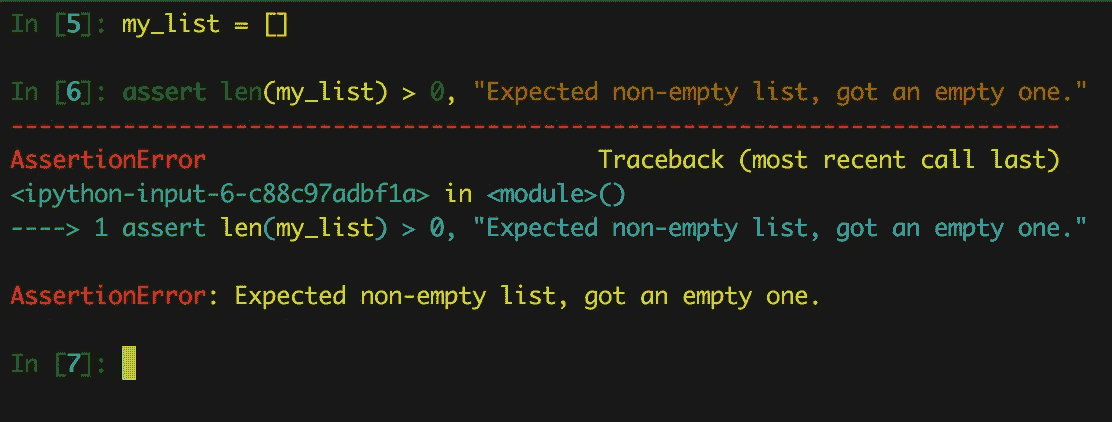 In [5]: my_list = []
In [6]: assert len(my_list) > 0, "Expected non-empty list, got an empty one."
---------------------------------------------------------------------------
AssertionError                            Traceback (most recent call last)
<ipython-input-6-c88c97adbf1a> in <module>()
----> 1 assert len(my_list) > 0, "Expected non-empty list, got an empty one."
AssertionError: Expected non-empty list, got an empty one.
In [7]: